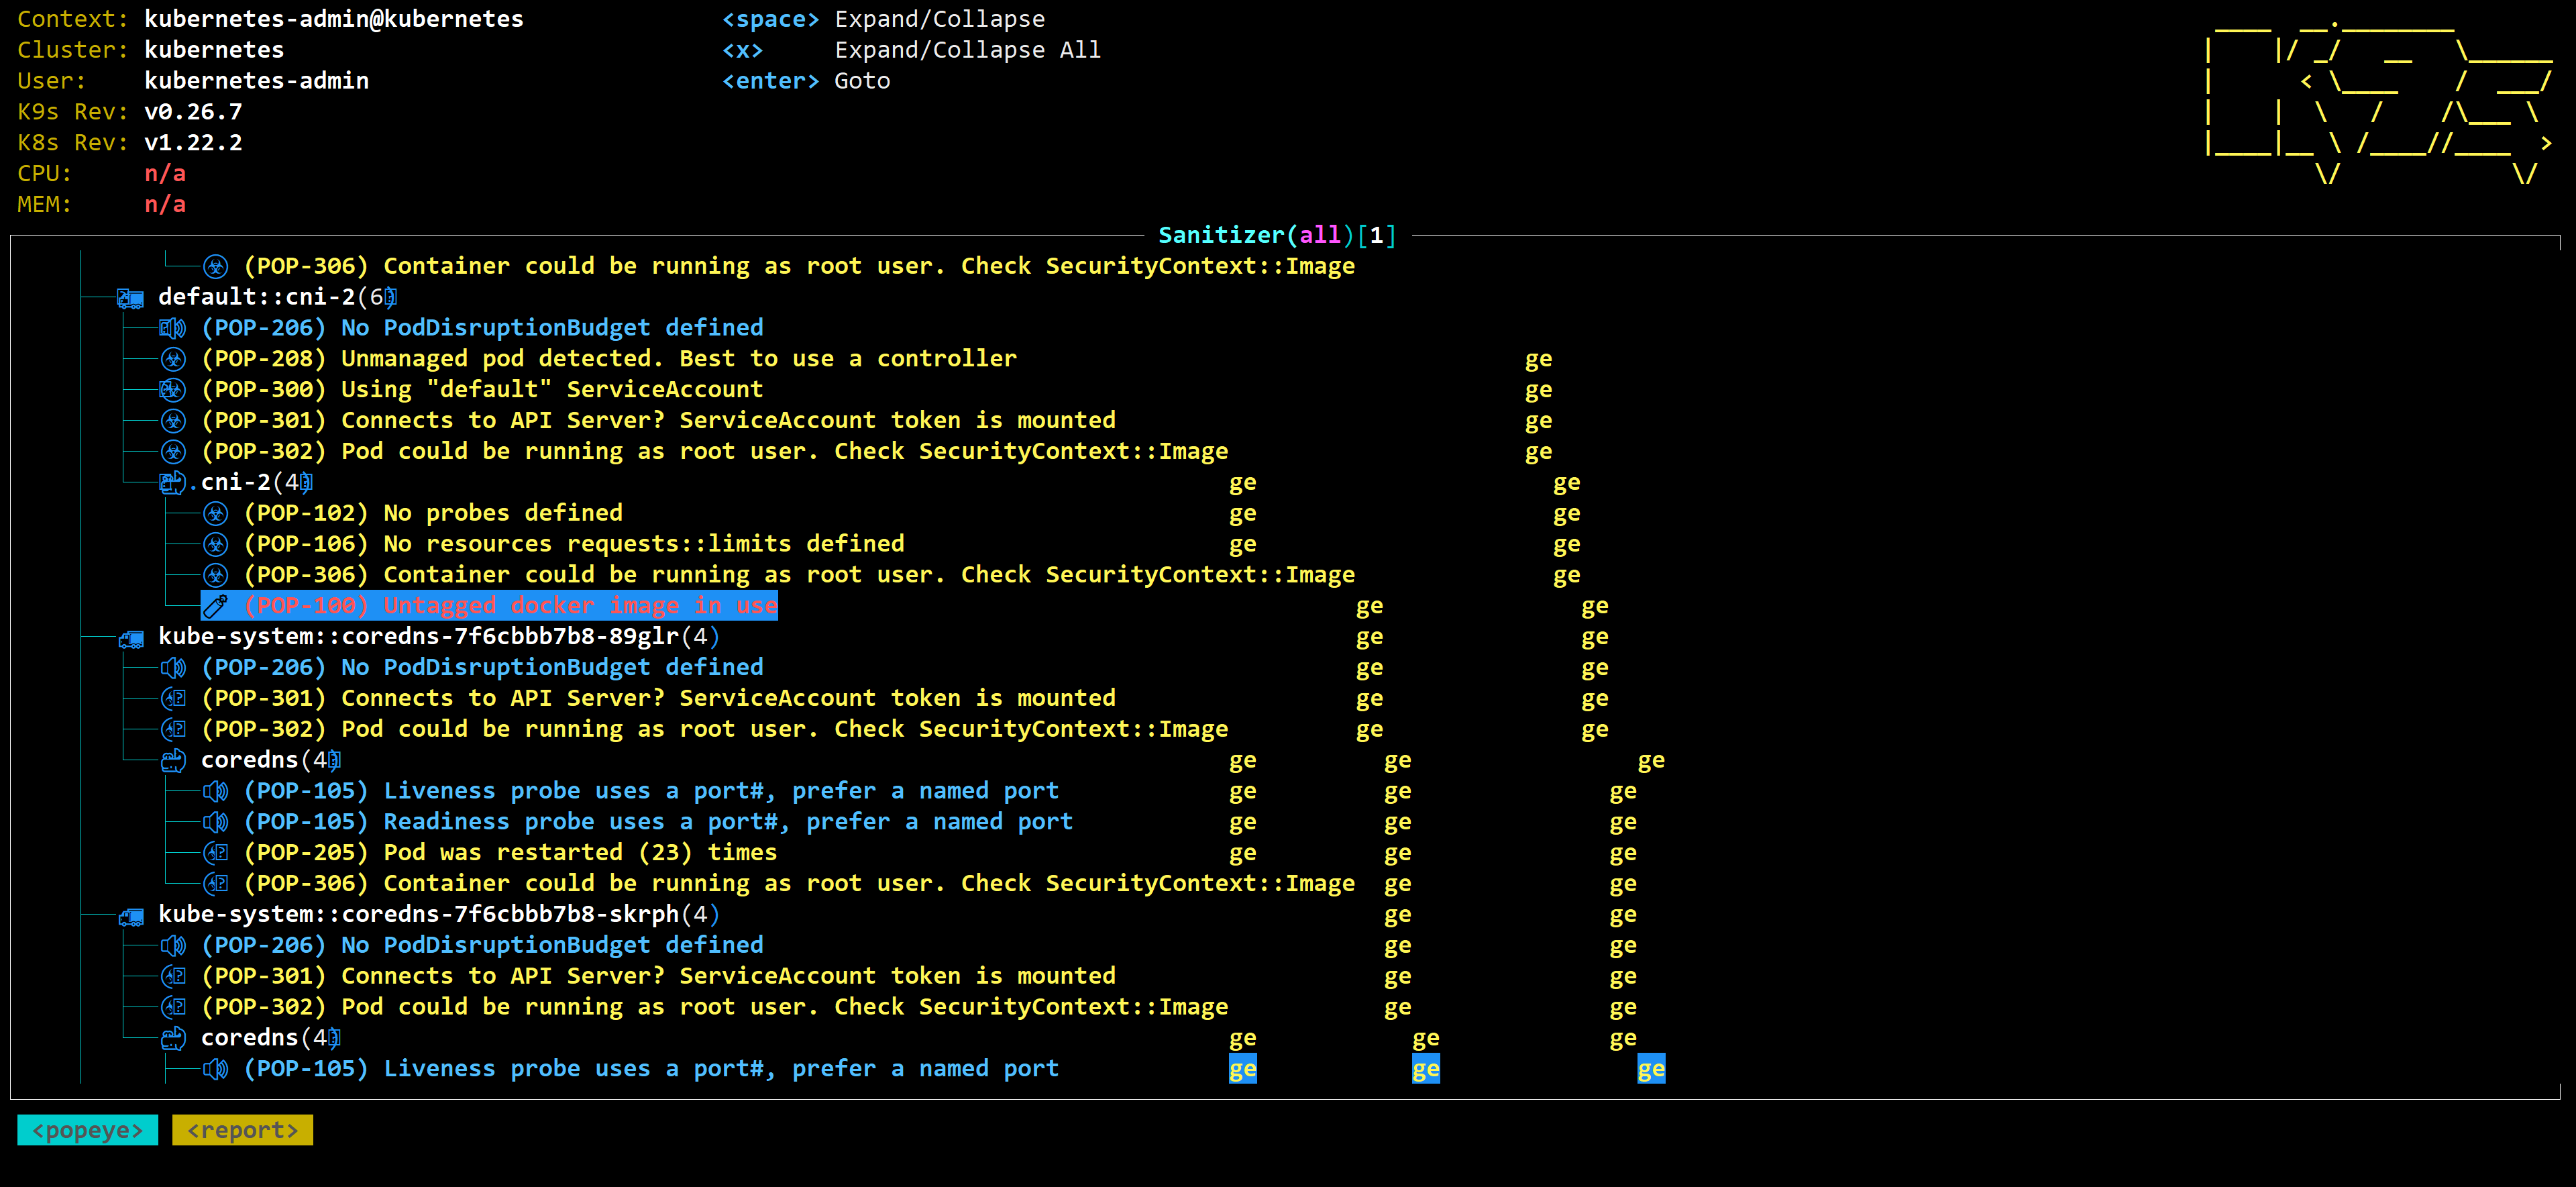 Context: kubernetes-admin@kubernetes <space> Expand/Collapse
Cluster: kubernetes <x> Expand/Collapse All
User: kubernetes-admin <enter> Goto
K9s Rev: v0.26.7
K8s Rev: v1.22.2
CPU: n/a
MEM: n/a
Sanitizer(all)[1]
(POP-306) Container could be running as root user. Check SecurityContext::Image
default::cni-2(6)
(POP-206) No PodDisruptionBudget defined
(POP-208) Unmanaged pod detected. Best to use a controller ge
(POP-300) Using "default" ServiceAccount ge
(POP-301) Connects to API Server? ServiceAccount token is mounted ge
(POP-302) Pod could be running as root user. Check SecurityContext::Image ge
.cni-2(4) ge ge
(POP-102) No probes defined ge ge
(POP-106) No resources requests::limits defined ge ge
(POP-306) Container could be running as root user. Check SecurityContext::Image ge
(POP-100) Untagged docker image in use ge ge
kube-system::coredns-7f6cbbb7b8-89glr(4) ge ge
(POP-206) No PodDisruptionBudget defined ge ge
(POP-301) Connects to API Server? ServiceAccount token is mounted ge ge
(POP-302) Pod could be running as root user. Check SecurityContext::Image ge ge
coredns(4) ge ge ge
(POP-105) Liveness probe uses a port#, prefer a named port ge ge ge
(POP-105) Readiness probe uses a port#, prefer a named port ge ge ge
(POP-205) Pod was restarted (23) times ge ge ge
(POP-306) Container could be running as root user. Check SecurityContext::Image ge ge
kube-system::coredns-7f6cbbb7b8-skrph(4) ge ge
(POP-206) No PodDisruptionBudget defined ge ge
(POP-301) Connects to API Server? ServiceAccount token is mounted ge ge
(POP-302) Pod could be running as root user. Check SecurityContext::Image ge ge
coredns(4) ge ge ge
(POP-105) Liveness probe uses a port#, prefer a named port ge ge ge
<popeye> <report>